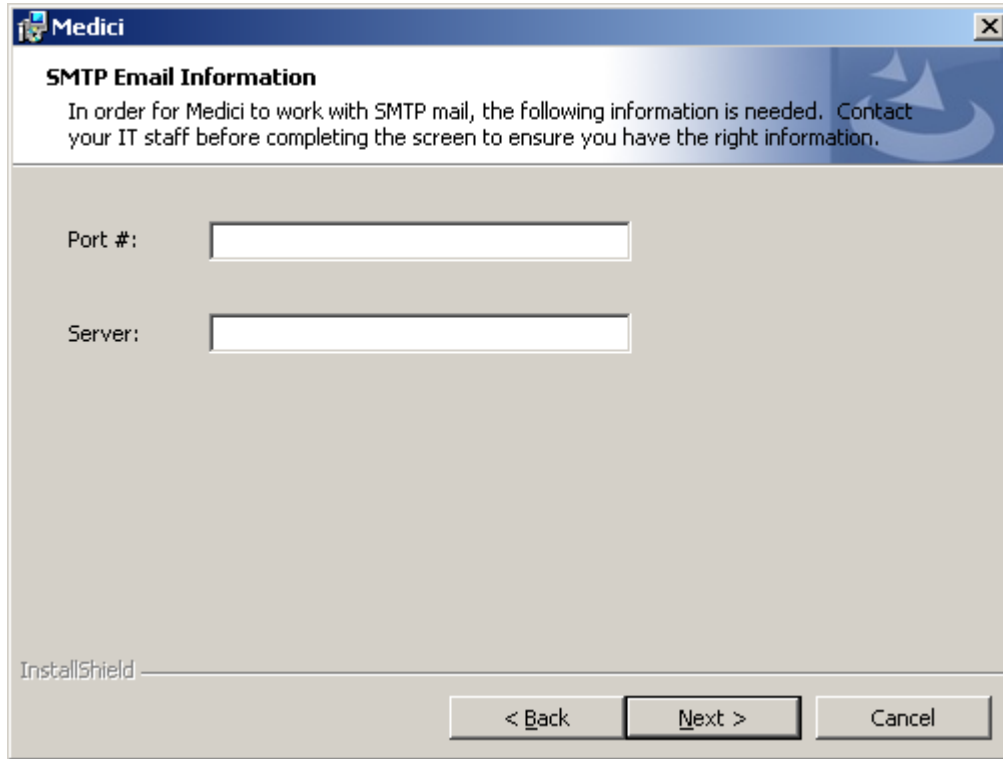 Medici
SMTP Email Information
In order for Medici to work with SMTP mail, the following information is needed.  Contact
your IT staff before completing the screen to ensure you have the right information.
Port #:
Server:
InstallShield
< Back
Next >
Cancel